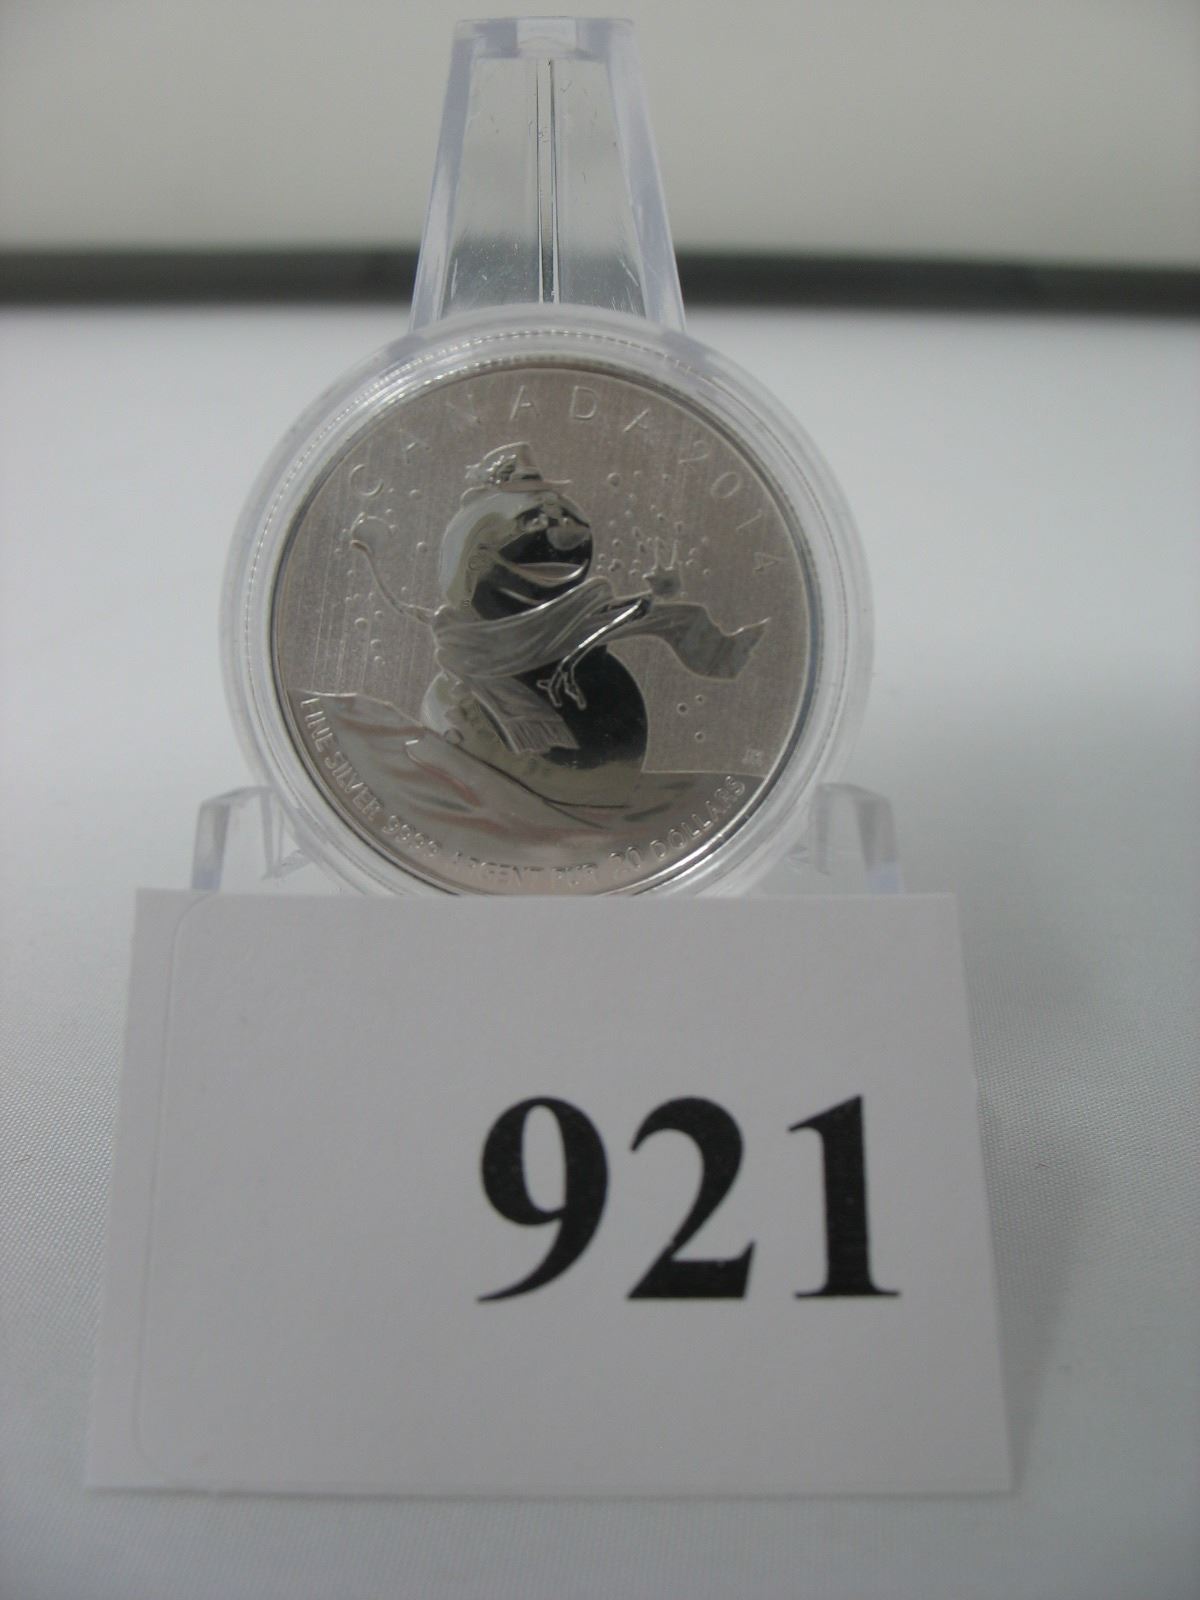 CANADA 2014
FINE SILVER 9999 ARGENT PUR 20 DOLLARS
921